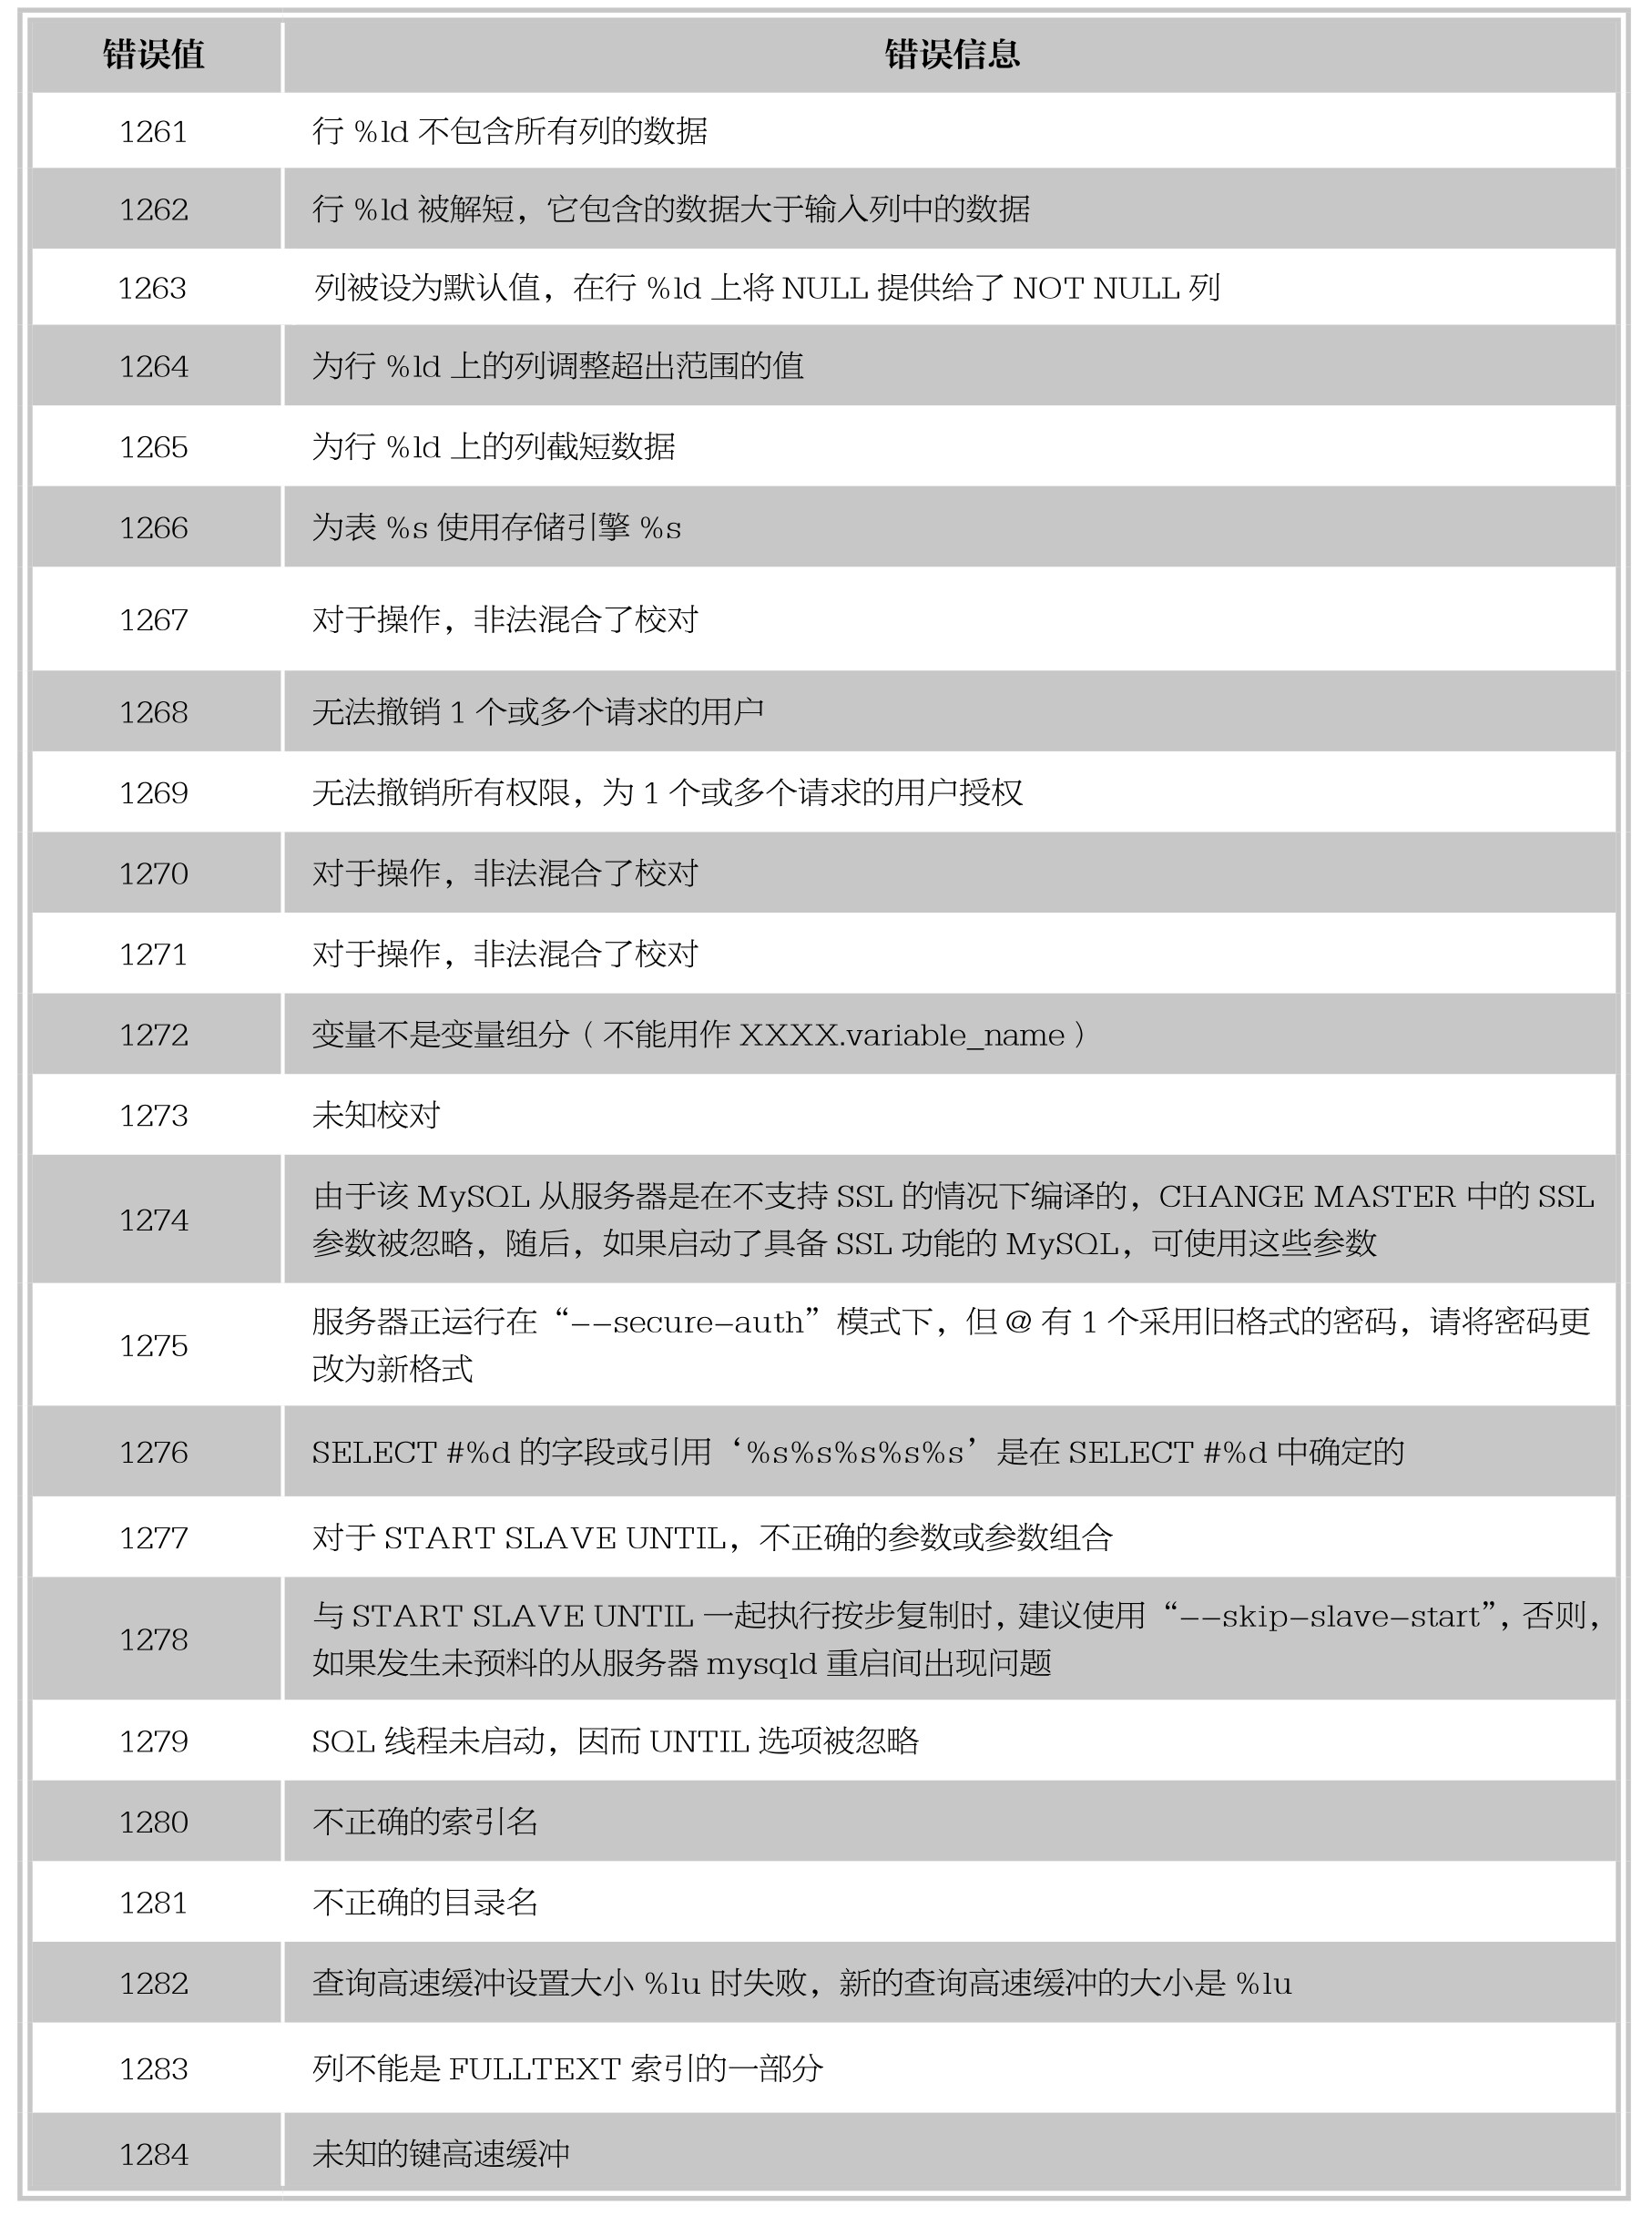 错误值 错误信息
1261 行 %ld 不包含所有列的数据
1262 行 %ld 被解短，它包含的数据大于输入列中的数据
1263 列被设为默认值，在行 %ld 上将 NULL 提供给了 NOT NULL 列
1264 为行 %ld 上的列调整超出范围的值
1265 为行 %ld 上的列截短数据
1266 为表 %s 使用存储引擎 %s
1267 对于操作，非法混合了校对
1268 无法撤销 1 个或多个请求的用户
1269 无法撤销所有权限，为 1 个或多个请求的用户授权
1270 对于操作，非法混合了校对
1271 对于操作，非法混合了校对
1272 变量不是变量组分（不能用作 XXXX.variable_name）
1273 未知校对
1274 由于该 MySQL 从服务器是在不支持 SSL 的情况下编译的，CHANGE MASTER 中的 SSL
参数被忽略，随后，如果启动了具备 SSL 功能的 MySQL，可使用这些参数
1275 服务器正运行在“--secure-auth”模式下，但 @ 有 1 个采用旧格式的密码，请将密码更
改为新格式
1276 SELECT #%d 的字段或引用‘%s%s%s%s%s’是在 SELECT #%d 中确定的
1277 对于 START SLAVE UNTIL，不正确的参数或参数组合
1278 与 START SLAVE UNTIL 一起执行按步复制时，建议使用“--skip-slave-start”，否则，
如果发生未预料的从服务器 mysqld 重启间出现问题
1279 SQL 线程未启动，因而 UNTIL 选项被忽略
1280 不正确的索引名
1281 不正确的目录名
1282 查询高速缓冲设置大小 %lu 时失败，新的查询高速缓冲的大小是 %lu
1283 列不能是 FULLTEXT 索引的一部分
1284 未知的键高速缓冲